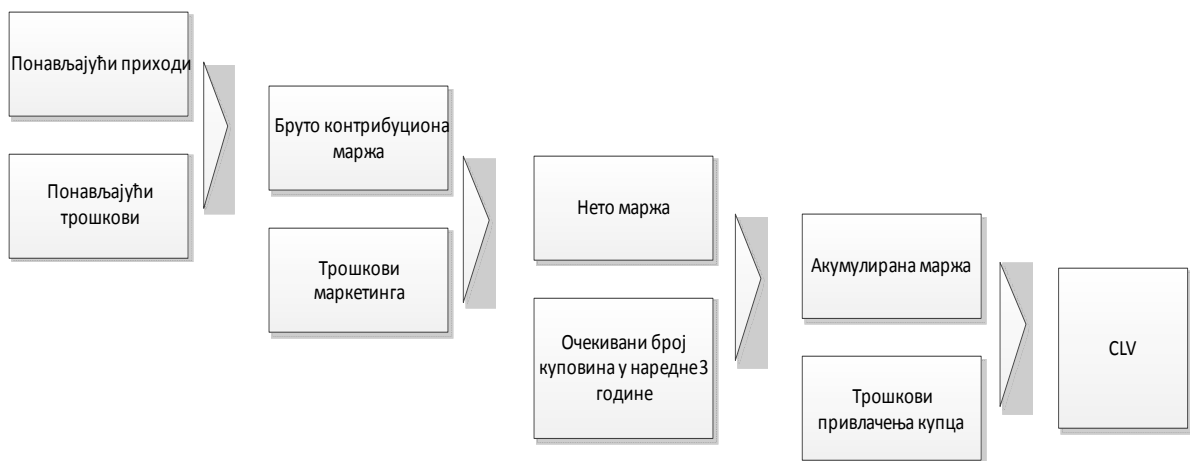 Понављајући приходи
Понављајући
трошкови
Бруто контрибуциона
маржа
Трошкови
маркетинга
Нето маржа
Очекивани број
куповина у наредне 3
године
Акумулирана маржа
Трошкови
привлачења купца
CLV